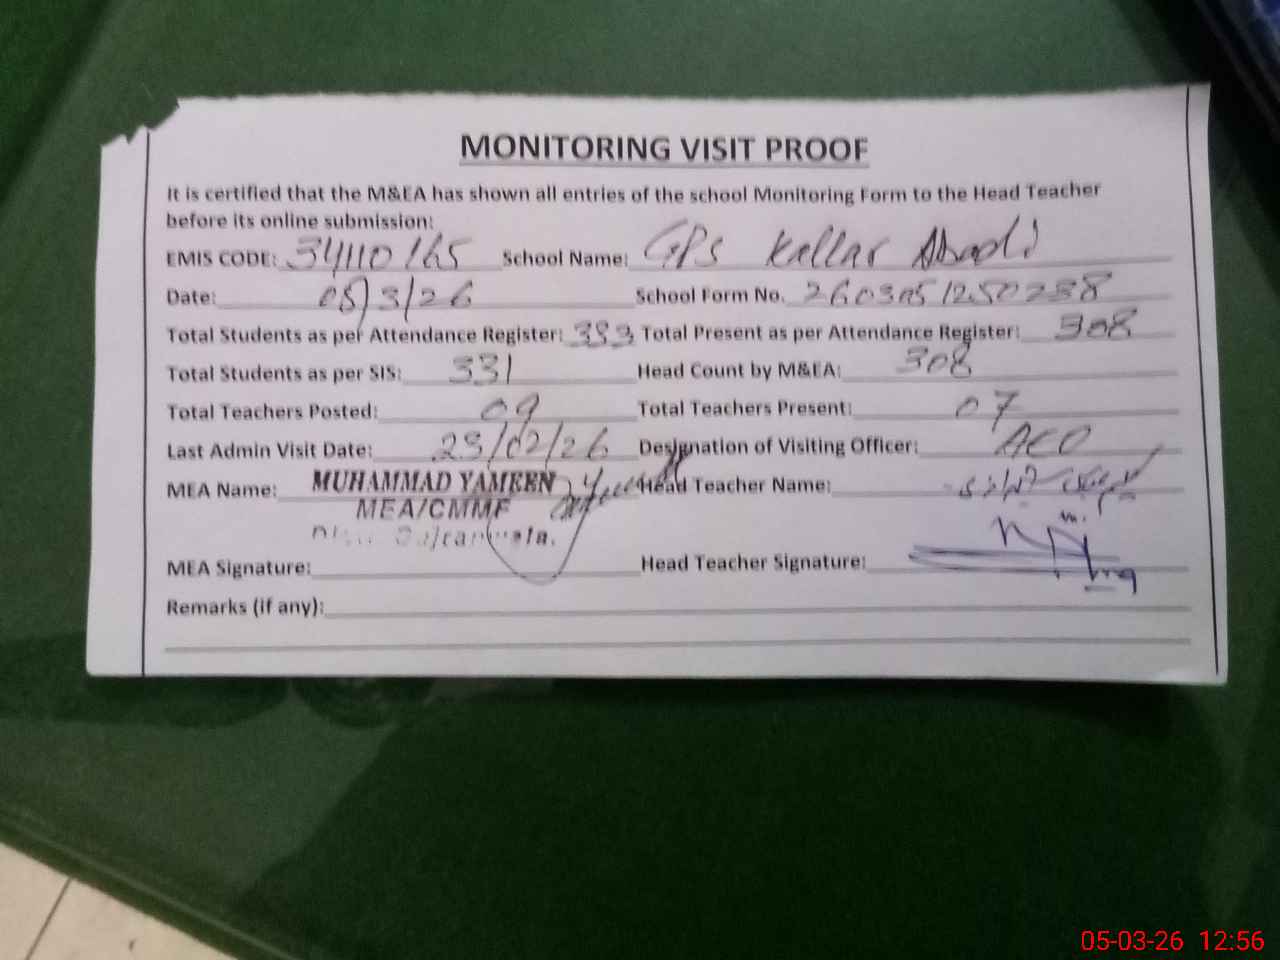 MONITORING VISIT PROOF
It is certified that the M&EA has shown all entries of the school Monitoring Form to the Head Teacher
before its online submission:
EMIS CODE: 34110165 School Name: GPS Kallar Abadi
Date: 05/3/26 School Form No. 2603051250238
Total Students as per Attendance Register: 333 Total Present as per Attendance Register: 308
Total Students as per SIS: 331 Head Count by M&EA: 308
Total Teachers Posted: 09 Total Teachers Present: 07
Last Admin Visit Date: 23/02/26 Designation of Visiting Officer: AEO
MEA Name: MUHAMMAD YAMEEN Head Teacher Name:
MEA/CMMF
MEA Signature: Head Teacher Signature:
Remarks (if any):
05-03-26 12:56